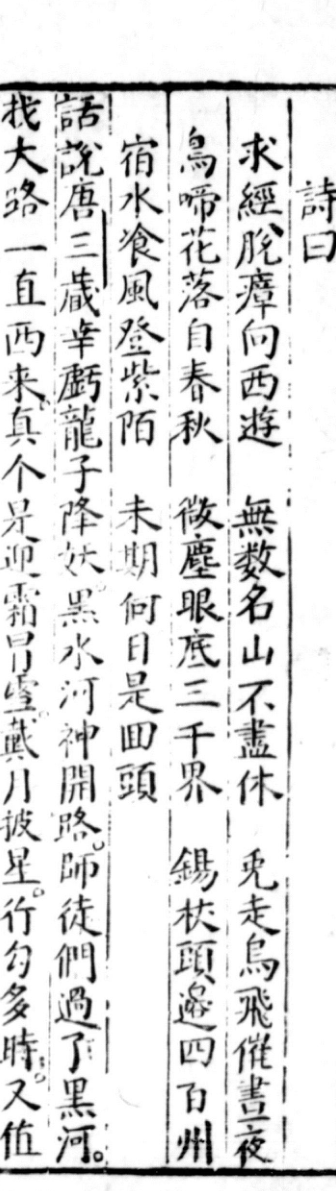 詩曰
求經脫瘴向西遊　無数名山不盡休　兎走烏飛催晝夜
鳥啼花落自春秋　微塵眼底三千界　錫杖頭邉四百州
宿水飡風登紫陌　未期何日是囬頭
話說唐三蔵幸虧龍子降妖。黑水河神開路。師徒們過了黑河。
找大路一直西来。真个是迎霜冐雪。戴月披星。行勾多時。又值